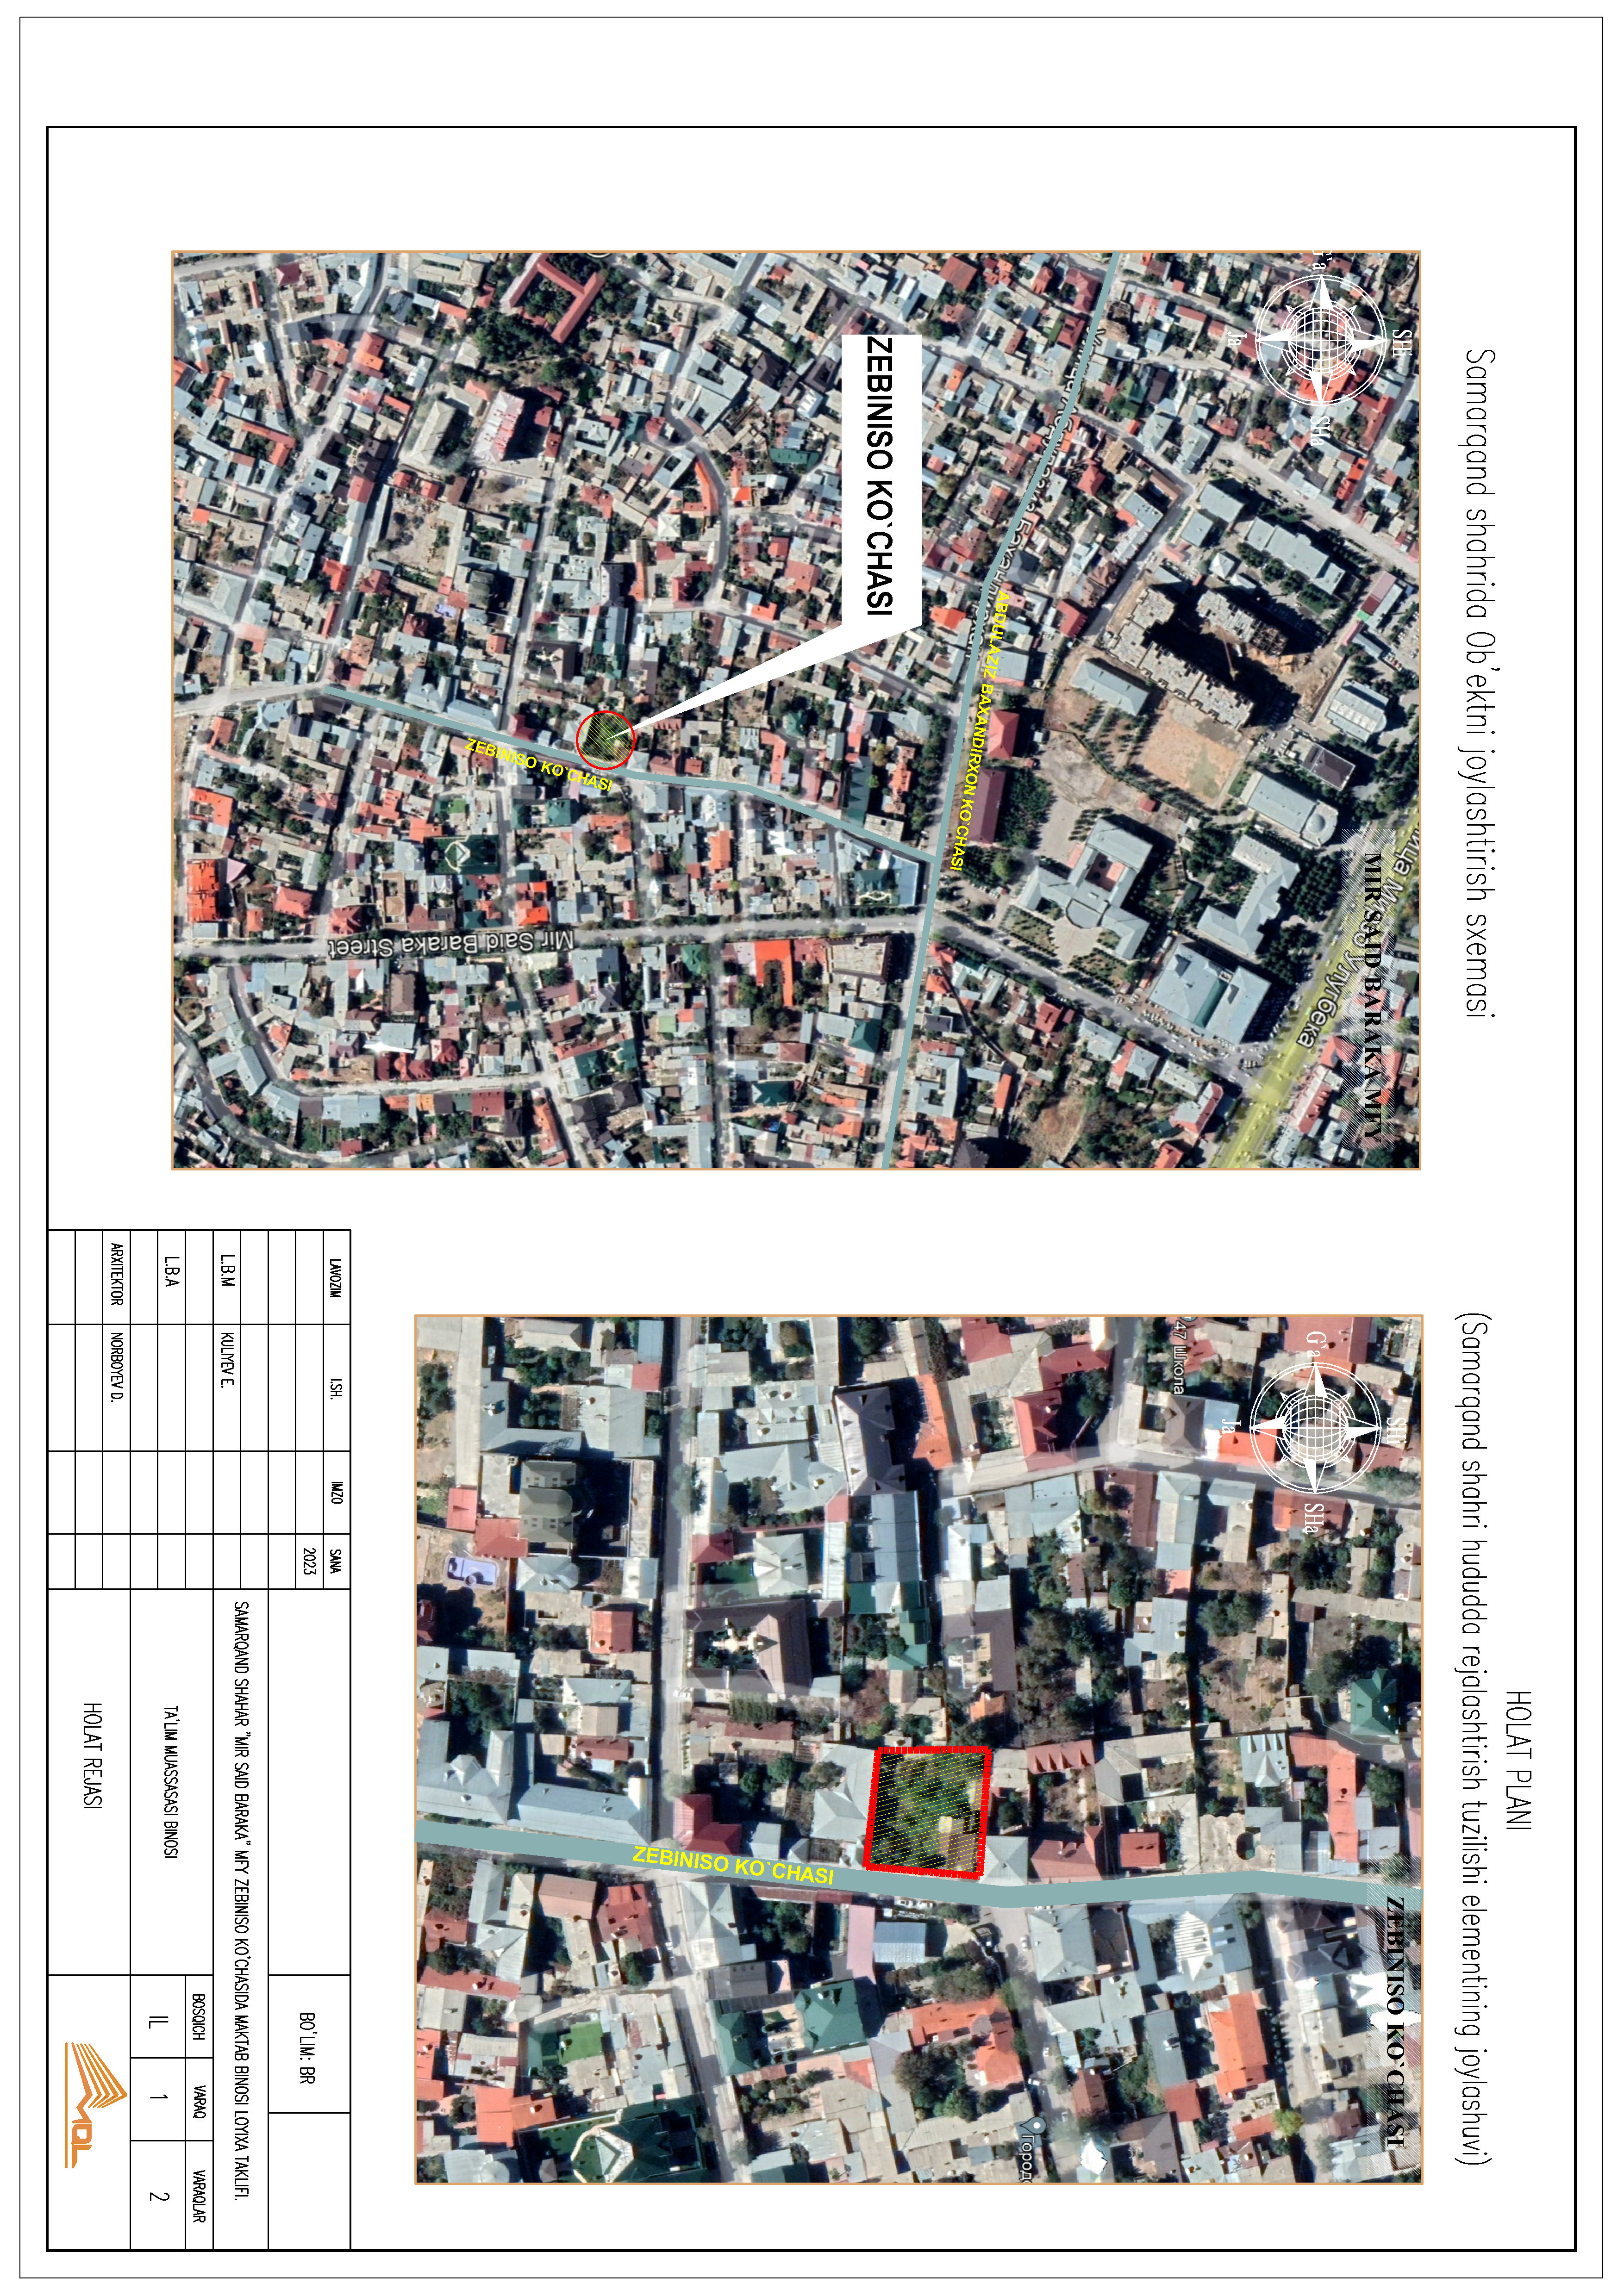 Samarqand shahrida Ob'ektni joylashtirish sxemasi
HOLAT PLANI
(Samarqand shahri hududda rejalashtirish tuzilishi elementining joylashuvi)
SHi
G`a
SHa
Ja
MIR SAID BARAKA MFY
Мирзо Улугбека
Улица Абдулазиз Бахандирхан
ABDULAZIZ BAXANDIRXON KO`CHASI
ZEBINISO KO`CHASI
ZEBINISO KO`CHASI
Mir Said Baraka Street
SHi
G`a
SHa
Ja
ZEBINISO KO`CHASI
47 Школа
ZEBINISO KO`CHASI
LAVOZIM I.SH. IMZO SANA
2023
BO'LIM: BR
L.B.M KULIYEV E.
SAMARQAND SHAHAR "MIR SAID BARAKA" MFY ZEBINISO KO'CHASIDA MAKTAB BINOSI LOYIXA TAKLIFI.
L.B.A
TA'LIM MUASSASASI BINOSI
BOSQICH VARAQ VARAQLAR
IL 1 2
ARXITEKTOR NORBOYEV D.
HOLAT REJASI
MQL